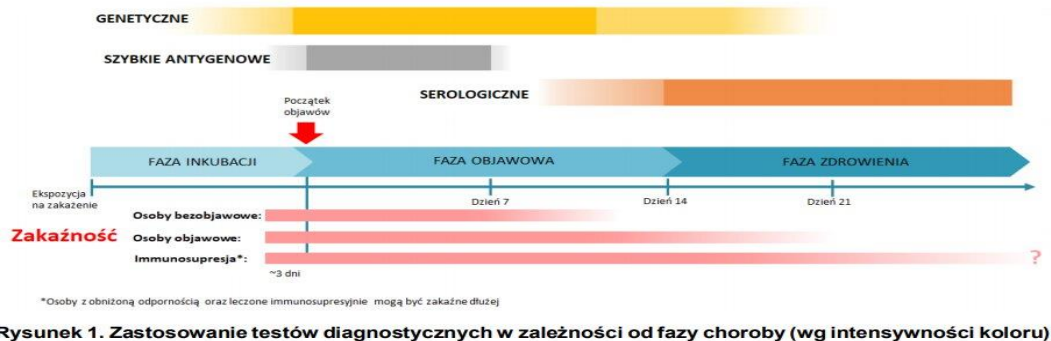 GENETYCZNE
SZYBKIE ANTYGENOWE
SEROLOGICZNE
Początek
objawów
FAZA INKUBACJI
FAZA OBJAWOWA
FAZA ZDROWIENIA
Ekspozycja
na zakażenie
Dzień 7
Dzień 14
Dzień 21
Zakaźność
Osoby bezobjawowe:
Osoby objawowe:
Immunosupresja*:
?
~3 dni
*Osoby z obniżoną odpornością oraz leczone immunosupresyjnie mogą być zakaźne dłużej
Rysunek 1. Zastosowanie testów diagnostycznych w zależności od fazy choroby (wg intensywności koloru)